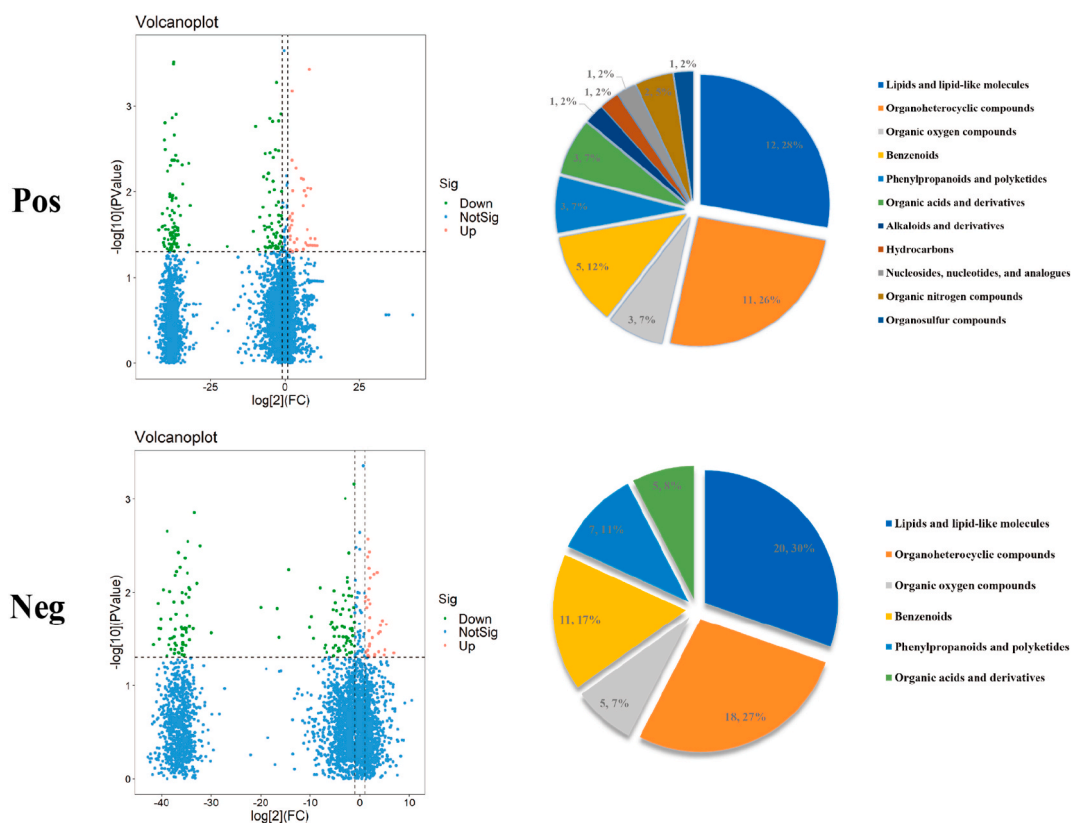 Pos
Volcanoplot
-log[10](PValue)
3
2
1
0
-25
0
25
log[2](FC)
Sig
Down
NotSig
Up
1, 2%
1, 2%
1, 2%
1, 2%
12, 28%
11, 26%
3, 7%
5, 12%
3, 7%
3, 7%
Lipids and lipid-like molecules
Organoheterocyclic compounds
Organic oxygen compounds
Benzenoids
Phenylpropanoids and polyketides
Organic acids and derivatives
Alkaloids and derivatives
Hydrocarbons
Nucleosides, nucleotides, and analogues
Organic nitrogen compounds
Organosulfur compounds
Neg
Volcanoplot
-log[10](PValue)
3
2
1
0
-40
-30
-20
-10
0
10
log[2](FC)
Sig
Down
NotSig
Up
5, 8%
7, 11%
20, 30%
11, 17%
5, 7%
18, 27%
Lipids and lipid-like molecules
Organoheterocyclic compounds
Organic oxygen compounds
Benzenoids
Phenylpropanoids and polyketides
Organic acids and derivatives